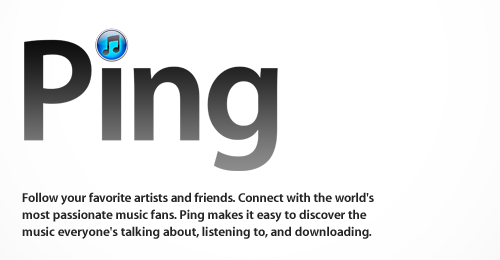 Ping
Follow your favorite artists and friends. Connect with the world's
most passionate music fans. Ping makes it easy to discover the
music everyone's talking about, listening to, and downloading.